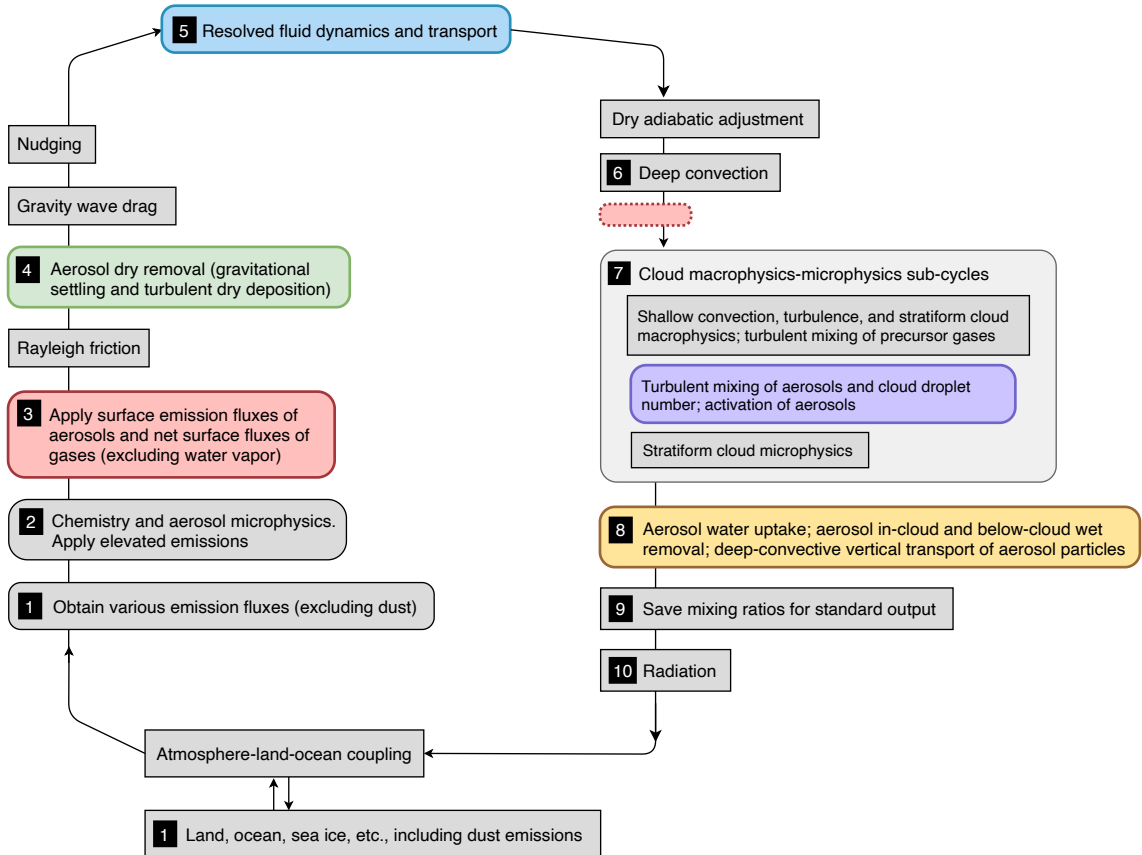 5 Resolved fluid dynamics and transport
Nudging
Gravity wave drag
4 Aerosol dry removal (gravitational
settling and turbulent dry deposition)
Rayleigh friction
3 Apply surface emission fluxes of
aerosols and net surface fluxes of
gases (excluding water vapor)
2 Chemistry and aerosol microphysics.
Apply elevated emissions
1 Obtain various emission fluxes (excluding dust)
Dry adiabatic adjustment
6 Deep convection
7 Cloud macrophysics-microphysics sub-cycles
Shallow convection, turbulence, and stratiform cloud
macrophysics; turbulent mixing of precursor gases
Turbulent mixing of aerosols and cloud droplet
number; activation of aerosols
Stratiform cloud microphysics
8 Aerosol water uptake; aerosol in-cloud and below-cloud wet
removal; deep-convective vertical transport of aerosol particles
9 Save mixing ratios for standard output
10 Radiation
Atmosphere-land-ocean coupling
1 Land, ocean, sea ice, etc., including dust emissions